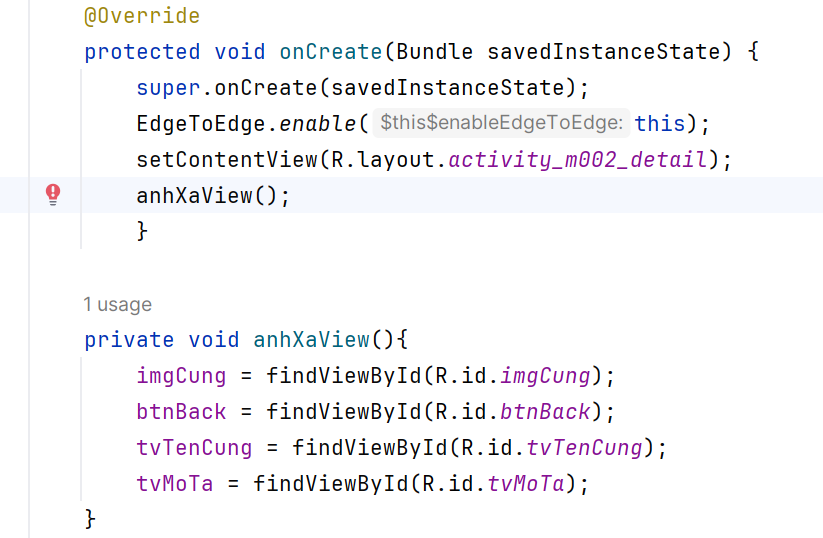 @Override
protected void onCreate(Bundle savedInstanceState) {
super.onCreate(savedInstanceState);
EdgeToEdge.enable( $this$enableEdgeToEdge: this);
setContentView(R.layout.activity_m002_detail);
anhXaView();
}
1 usage
private void anhXaView(){
imgCung = findViewById(R.id.imgCung);
btnBack = findViewById(R.id.btnBack);
tvTenCung = findViewById(R.id.tvTenCung);
tvMoTa = findViewById(R.id.tvMoTa);
}